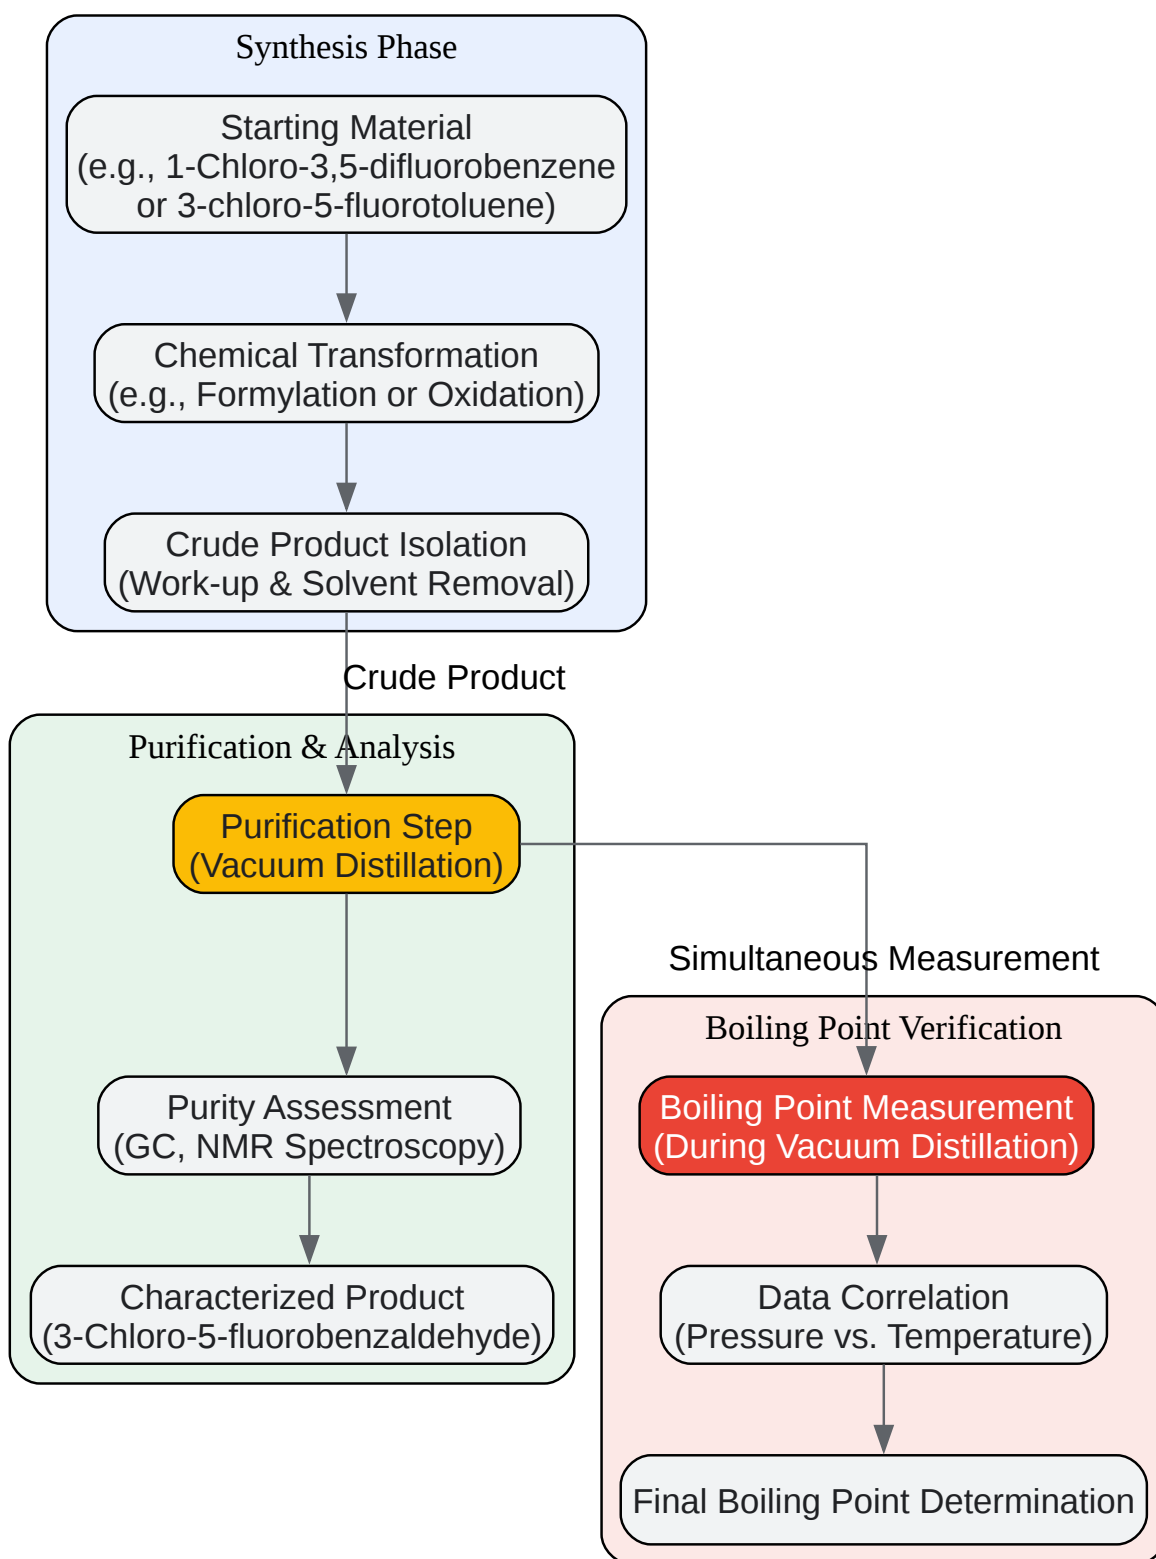 Synthesis Phase
Starting Material
(e.g., 1-Chloro-3,5-difluorobenzene
or 3-chloro-5-fluorotoluene)
Chemical Transformation
(e.g., Formylation or Oxidation)
Crude Product Isolation
(Work-up & Solvent Removal)
Crude Product
Purification & Analysis
Purification Step
(Vacuum Distillation)
Simultaneous Measurement
Boiling Point Verification
Purity Assessment
(GC, NMR Spectroscopy)
Boiling Point Measurement
(During Vacuum Distillation)
Characterized Product
(3-Chloro-5-fluorobenzaldehyde)
Data Correlation
(Pressure vs. Temperature)
Final Boiling Point Determination